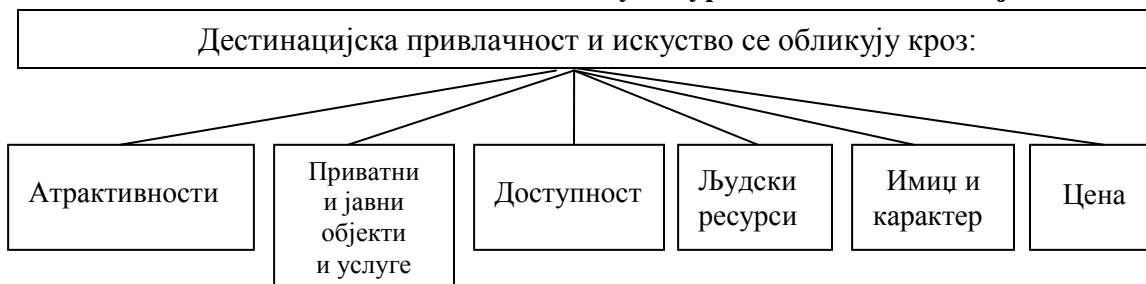 Дестинацијска привлачност и искуство се обликују кроз:
Атрактивности
Приватни
и јавни
објекти
и услуге
Доступност
Људски
ресурси
Имиџ и
карактер
Цена